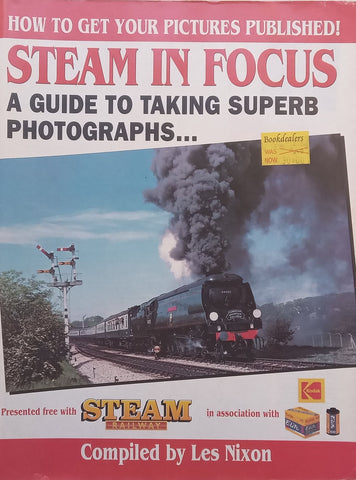 HOW TO GET YOUR PICTURES PUBLISHED!
STEAM IN FOCUS
A GUIDE TO TAKING SUPERB
PHOTOGRAPHS...
Bookdealers
WAS
NOW
Presented free with
STEAM
RAILWAY
in association with
Kodak
Compiled by Les Nixon